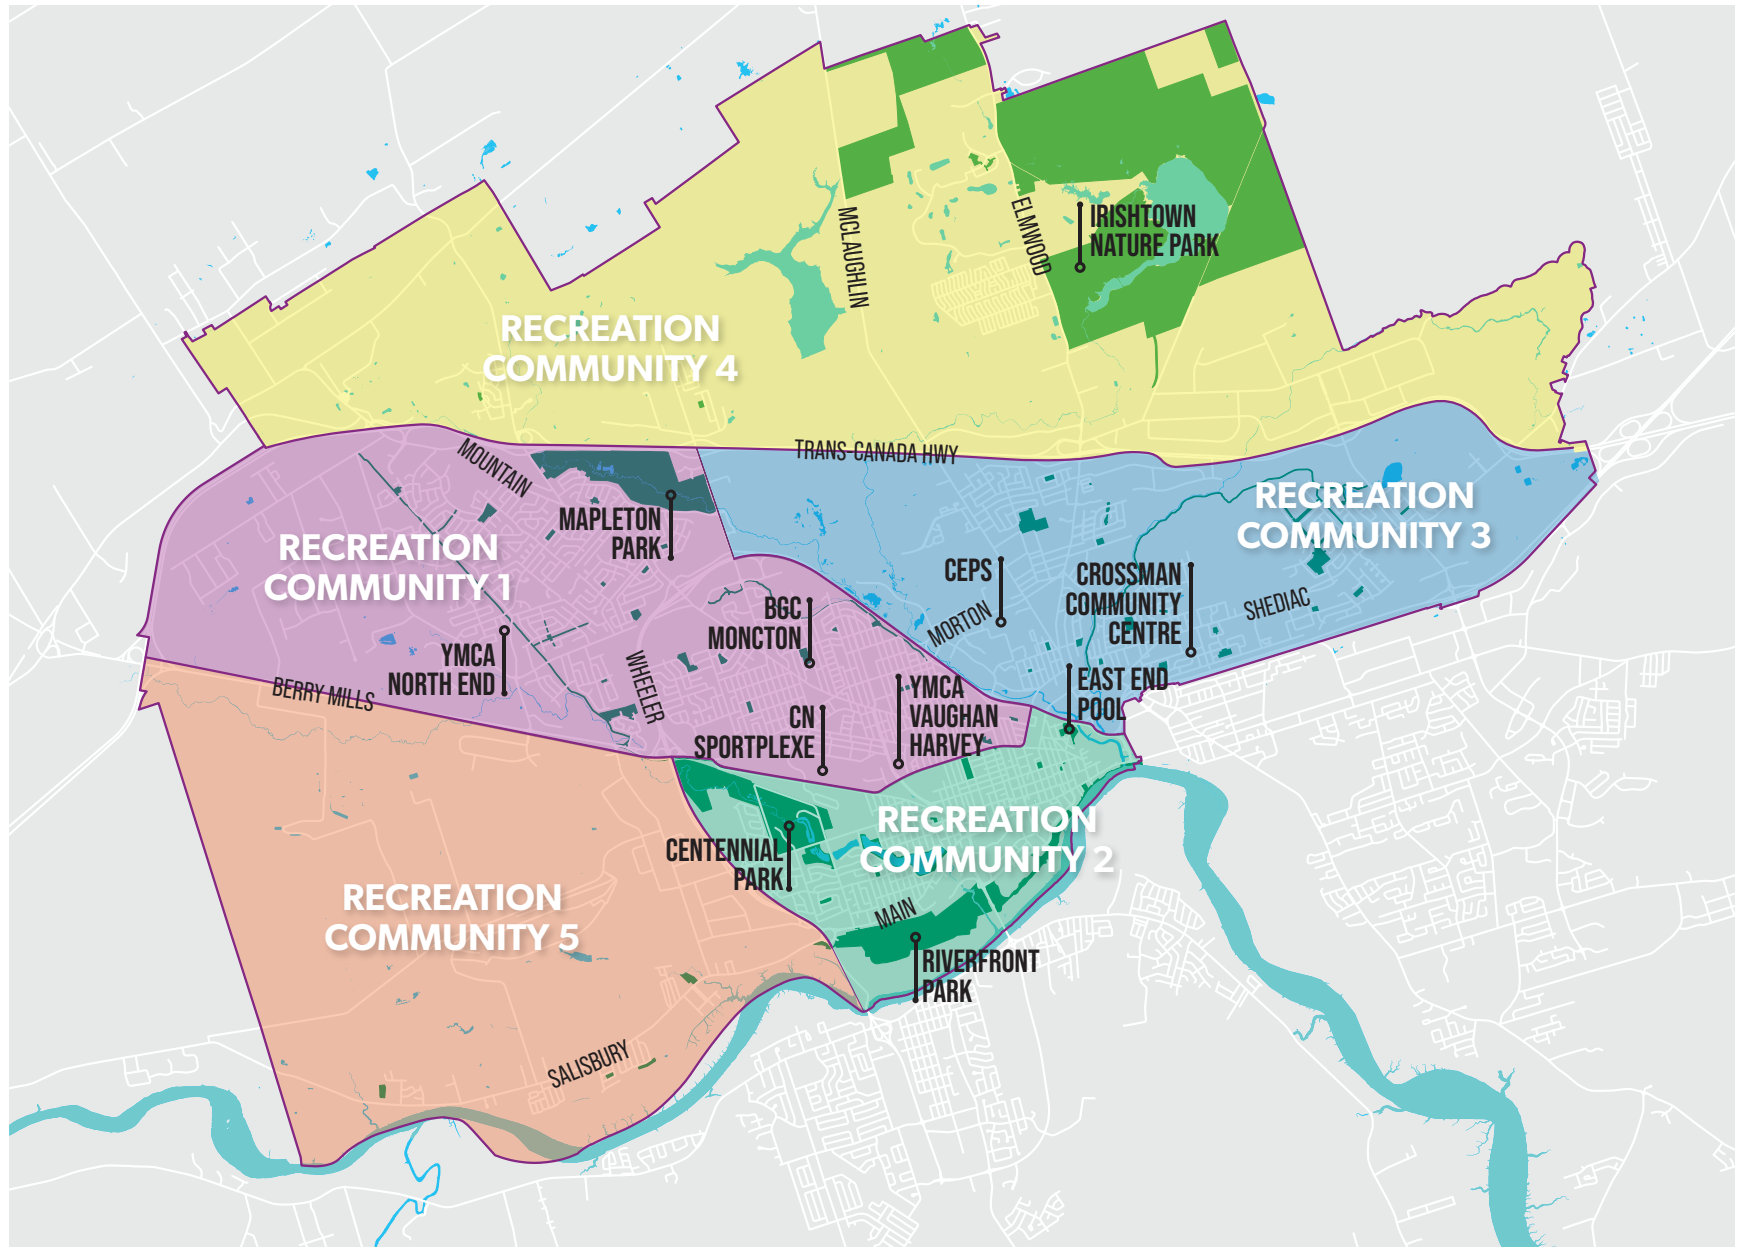 IRISHTOWN
NATURE PARK
MCLAUGHLIN
ELMWOOD
RECREATION
COMMUNITY 4
TRANS-CANADA HWY
MOUNTAIN
RECREATION
COMMUNITY 3
MAPLETON
PARK
RECREATION
COMMUNITY 1
CEPS
CROSSMAN
COMMUNITY
CENTRE
SHEDIAC
BGC
MONCTON
MORTON
YMCA
NORTH END
WHEELER
BERRY MILLS
EAST END
POOL
YMCA
VAUGHAN
HARVEY
CN
SPORTPLEXE
RECREATION
COMMUNITY 2
CENTENNIAL
PARK
RECREATION
COMMUNITY 5
MAIN
RIVERFRONT
PARK
SALISBURY